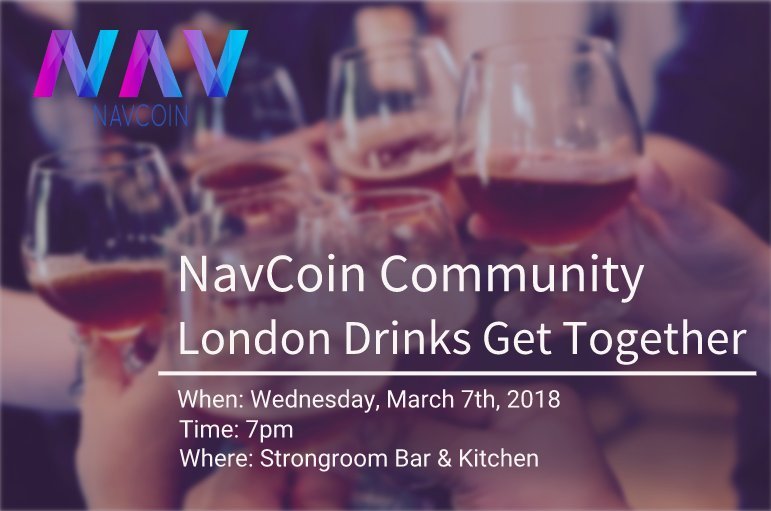 NAV
NAVCOIN
NavCoin Community
London Drinks Get Together
When: Wednesday, March 7th, 2018
Time: 7pm
Where: Strongroom Bar & Kitchen